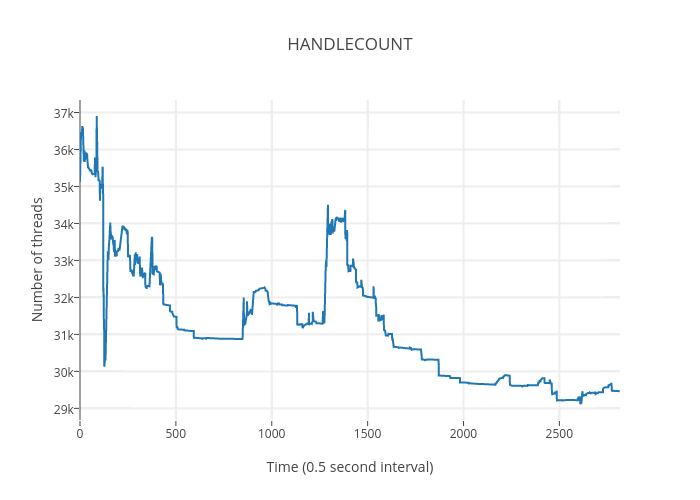 HANDLECOUNT
Number of threads
37k
36k
35k
34k
33k
32k
31k
30k
29k
0 500 1000 1500 2000 2500
Time (0.5 second interval)